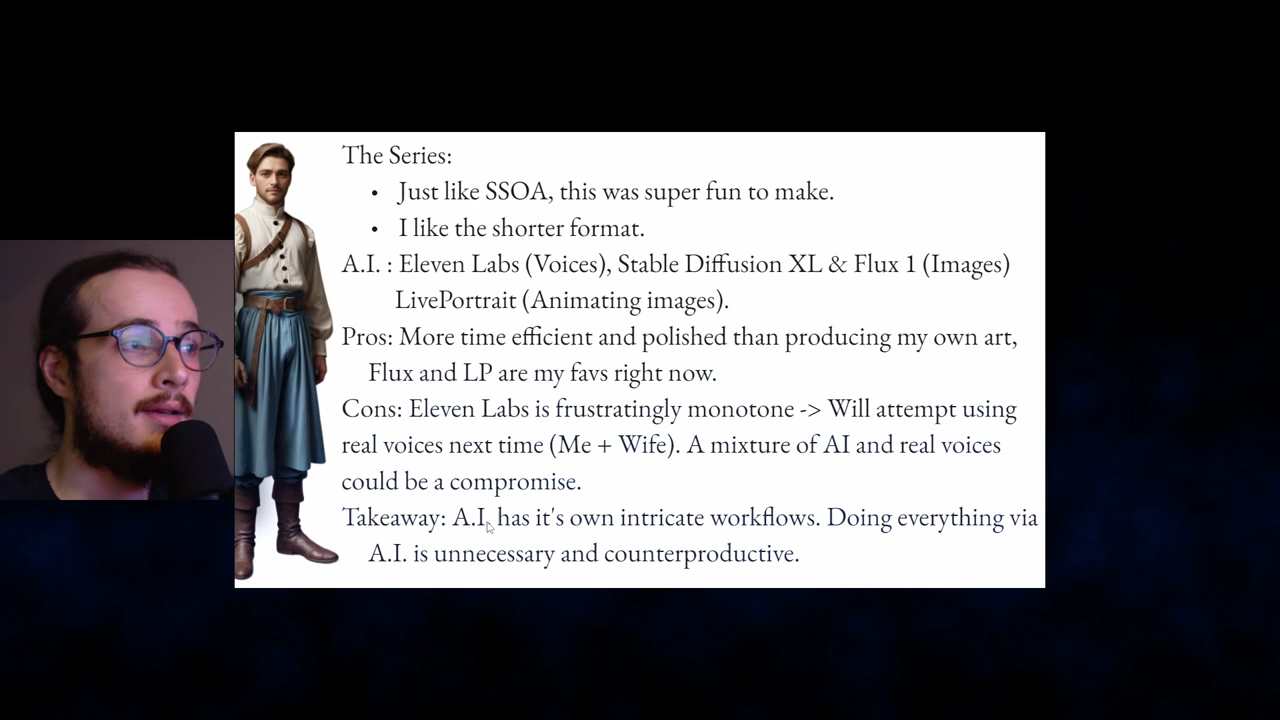 The Series:
• Just like SSOA, this was super fun to make.
• I like the shorter format.
A.I. : Eleven Labs (Voices), Stable Diffusion XL & Flux 1 (Images)
LivePortrait (Animating images).
Pros: More time efficient and polished than producing my own art,
Flux and LP are my favs right now.
Cons: Eleven Labs is frustratingly monotone -> Will attempt using
real voices next time (Me + Wife). A mixture of AI and real voices
could be a compromise.
Takeaway: A.I. has it's own intricate workflows. Doing everything via
A.I. is unnecessary and counterproductive.